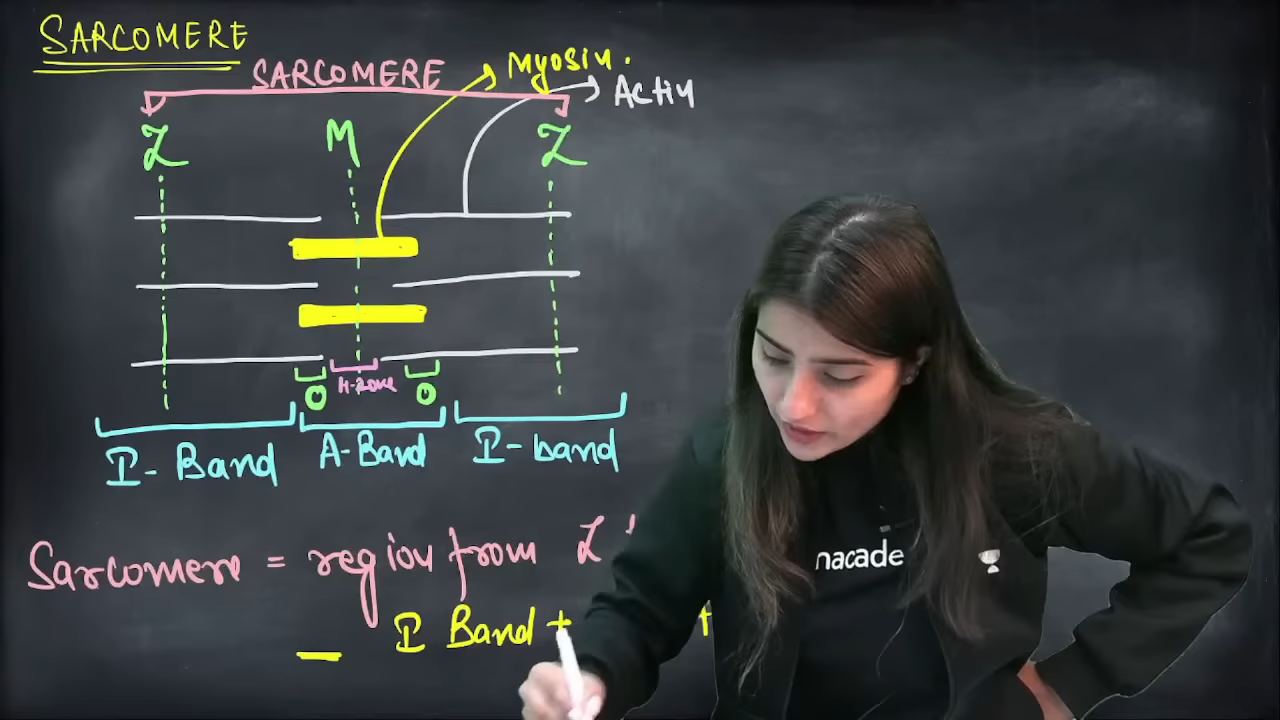 SARCOMERE
SARCOMERE
Myosin.
Actin
Z M Z
H-zone
O O
I-Band A-Band I-band
Sarcomere = region from Z
I Band +
+
nacade